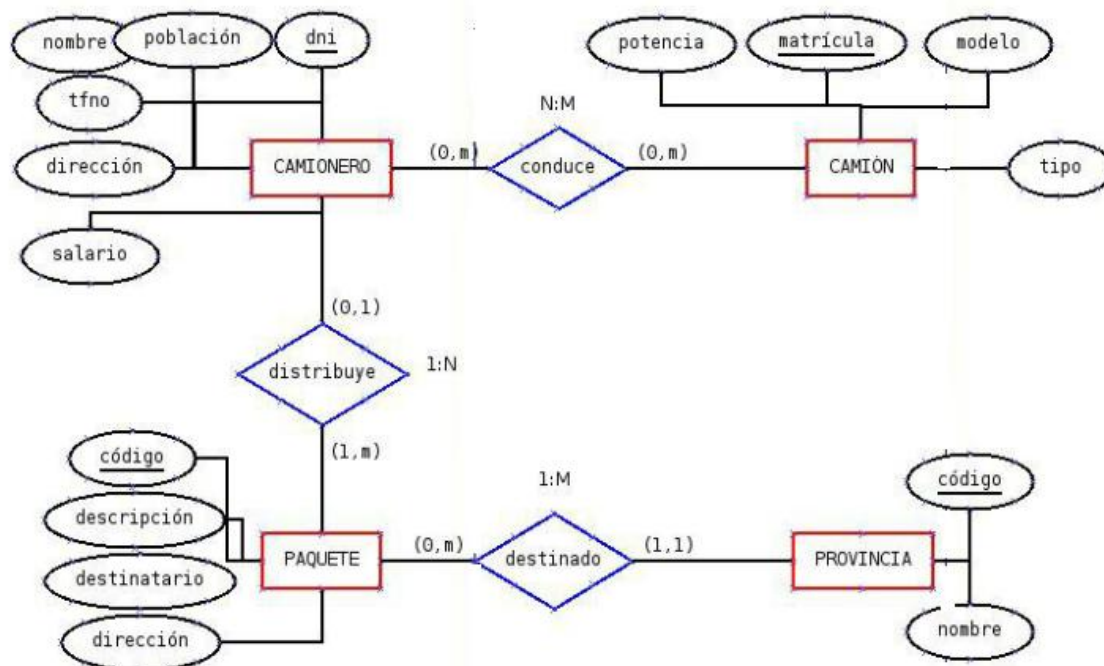 nombre
población
dni
tfno
dirección
salario
CAMIONERO
(0,m)
N:M
conduce
(0,m)
potencia
matrícula
modelo
CAMIÒN
tipo
(0,1)
distribuye
1:N
(1,m)
código
descripción
destinatario
dirección
PAQUETE
(0,m)
1:M
destinado
(1,1)
PROVINCIA
código
nombre